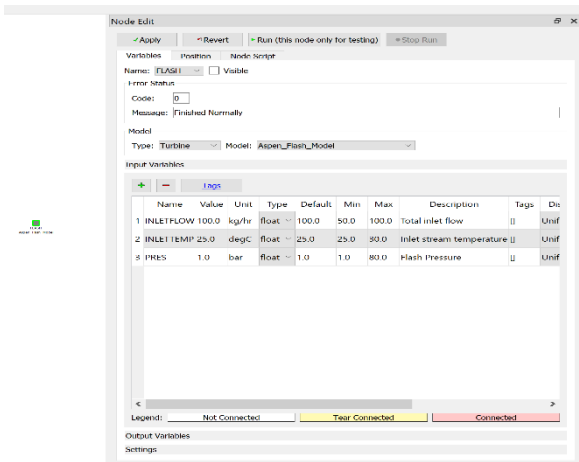 Node Edit
Apply Revert Run (this node only for testing) Stop Run
Variables Position Node Script
Name: FLASH Visible
Error Status
Code: 0
Message: Finished Normally
Model
Type: Turbine Model: Aspen_Flash_Model
Input Variables
+ − Tags
Name Value Unit Type Default Min Max Description Tags Dis
1 INLETFLOW 100.0 kg/hr float 100.0 50.0 100.0 Total inlet flow [] Unif
2 INLETTEMP 25.0 degC float 25.0 25.0 30.0 Inlet stream temperature [] Unif
3 PRES 1.0 bar float 1.0 1.0 80.0 Flash Pressure [] Unif
Legend: Not Connected Tear Connected Connected
Output Variables
Settings